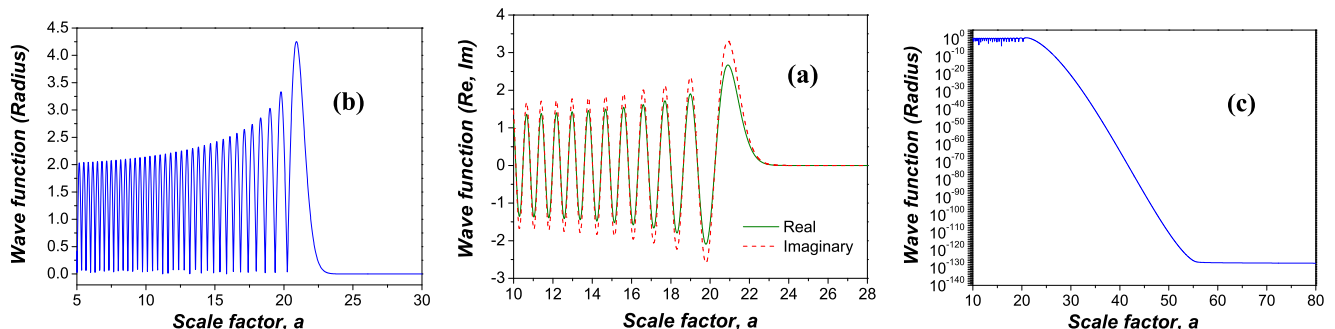 4.5
4.0
3.5
3.0
2.5
2.0
1.5
1.0
0.5
0.0
Wave function (Radius)
(b)
5 10 15 20 25 30
Scale factor, a
4
3
2
1
0
-1
-2
-3
Wave function (Re, Im)
(a)
Real
Imaginary
10 12 14 16 18 20 22 24 26 28
Scale factor, a
10^0
10^-10
10^-20
10^-30
10^-40
10^-50
10^-60
10^-70
10^-80
10^-90
10^-100
10^-110
10^-120
10^-130
10^-140
Wave function (Radius)
(c)
10 20 30 40 50 60 70 80
Scale factor, a